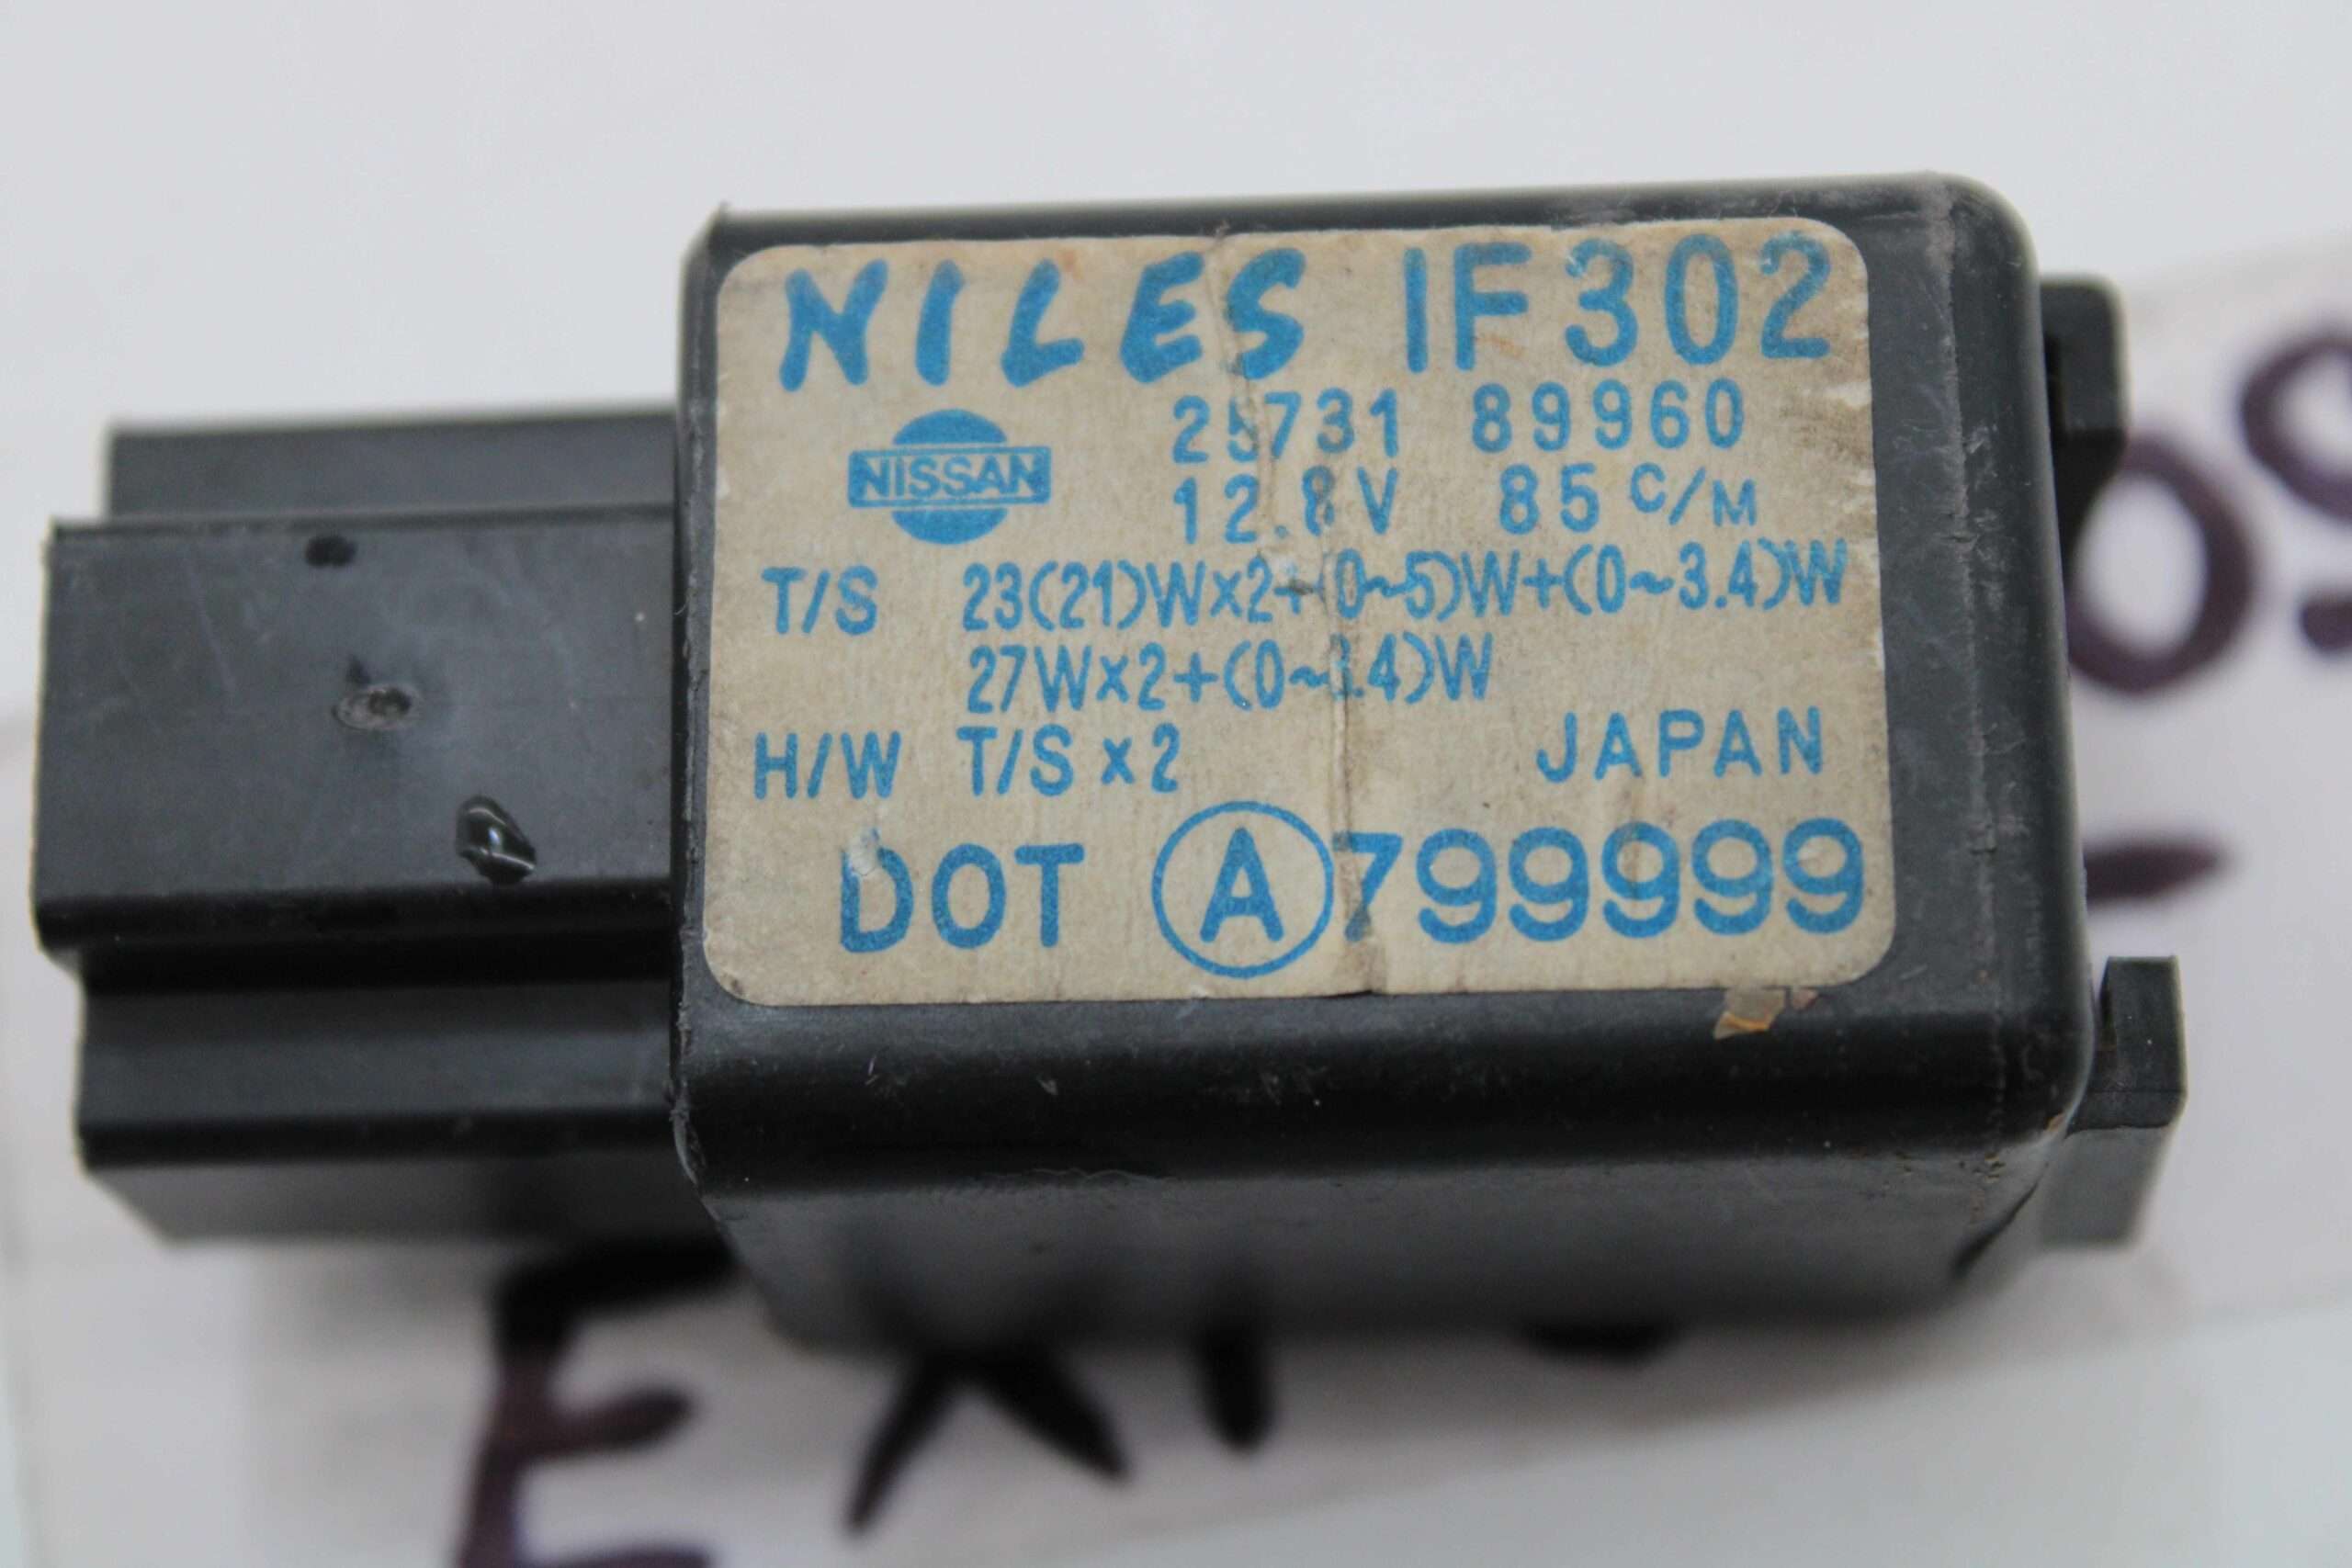 NILES IF302
NISSAN
25731 89960
12.8V 85 C/M
T/S 23(21)W×2+(0~5)W+(0~3.4)W
27W×2+(0~3.4)W
H/W T/S ×2 JAPAN
DOT Ⓐ799999